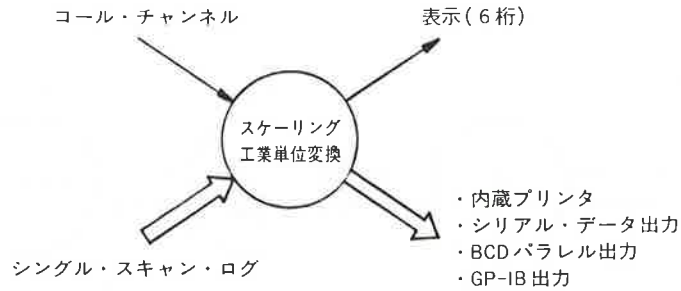 コール・チャンネル
表示(6桁)
スケーリング
工業単位変換
・内蔵プリンタ
・シリアル・データ出力
・BCDパラレル出力
・GP-IB出力
シングル・スキャン・ログ